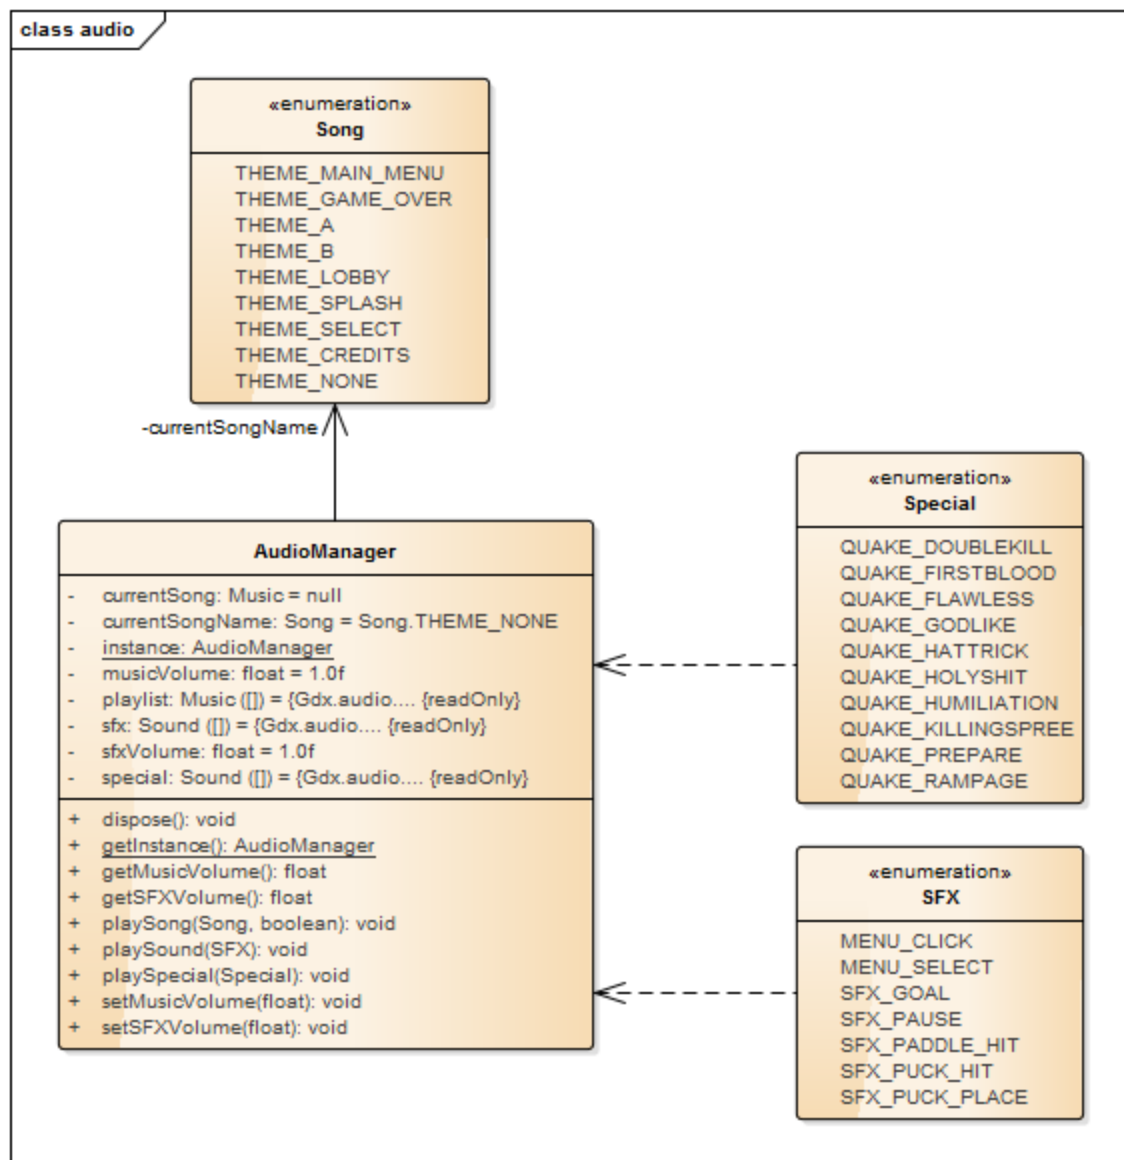 class audio
«enumeration»
Song
THEME_MAIN_MENU
THEME_GAME_OVER
THEME_A
THEME_B
THEME_LOBBY
THEME_SPLASH
THEME_SELECT
THEME_CREDITS
THEME_NONE
-currentSongName
AudioManager
- currentSong: Music = null
- currentSongName: Song = Song.THEME_NONE
- instance: AudioManager
- musicVolume: float = 1.0f
- playlist: Music ([]) = {Gdx.audio.... {readOnly}
- sfx: Sound ([]) = {Gdx.audio.... {readOnly}
- sfxVolume: float = 1.0f
- special: Sound ([]) = {Gdx.audio.... {readOnly}
+ dispose(): void
+ getInstance(): AudioManager
+ getMusicVolume(): float
+ getSFXVolume(): float
+ playSong(Song, boolean): void
+ playSound(SFX): void
+ playSpecial(Special): void
+ setMusicVolume(float): void
+ setSFXVolume(float): void
«enumeration»
Special
QUAKE_DOUBLEKILL
QUAKE_FIRSTBLOOD
QUAKE_FLAWLESS
QUAKE_GODLIKE
QUAKE_HATTRICK
QUAKE_HOLYSHIT
QUAKE_HUMILIATION
QUAKE_KILLINGSPREE
QUAKE_PREPARE
QUAKE_RAMPAGE
«enumeration»
SFX
MENU_CLICK
MENU_SELECT
SFX_GOAL
SFX_PAUSE
SFX_PADDLE_HIT
SFX_PUCK_HIT
SFX_PUCK_PLACE